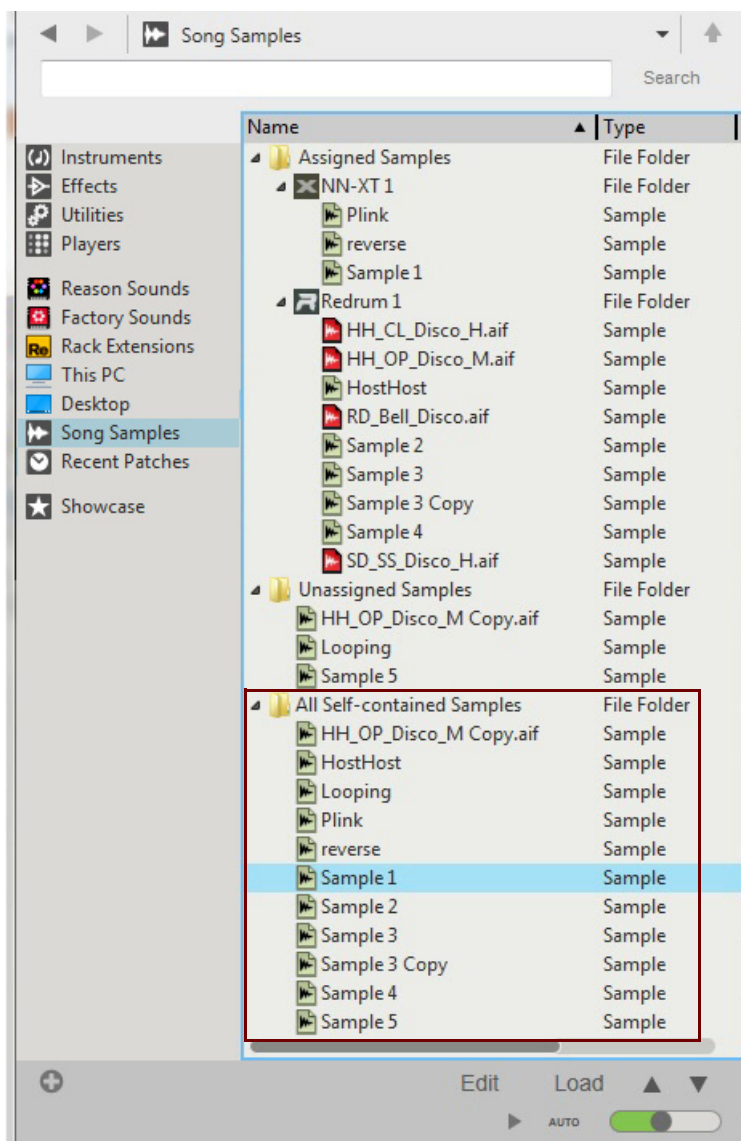 Song Samples
Search
Name Type
Instruments
Effects
Utilities
Players
Reason Sounds
Factory Sounds
Re Rack Extensions
This PC
Desktop
Song Samples
Recent Patches
Showcase
Assigned Samples File Folder
NN-XT 1 File Folder
Plink Sample
reverse Sample
Sample 1 Sample
Redrum 1 File Folder
HH_CL_Disco_H.aif Sample
HH_OP_Disco_M.aif Sample
HostHost Sample
RD_Bell_Disco.aif Sample
Sample 2 Sample
Sample 3 Sample
Sample 3 Copy Sample
Sample 4 Sample
SD_SS_Disco_H.aif Sample
Unassigned Samples File Folder
HH_OP_Disco_M Copy.aif Sample
Looping Sample
Sample 5 Sample
All Self-contained Samples File Folder
HH_OP_Disco_M Copy.aif Sample
HostHost Sample
Looping Sample
Plink Sample
reverse Sample
Sample 1 Sample
Sample 2 Sample
Sample 3 Sample
Sample 3 Copy Sample
Sample 4 Sample
Sample 5 Sample
Edit Load
AUTO